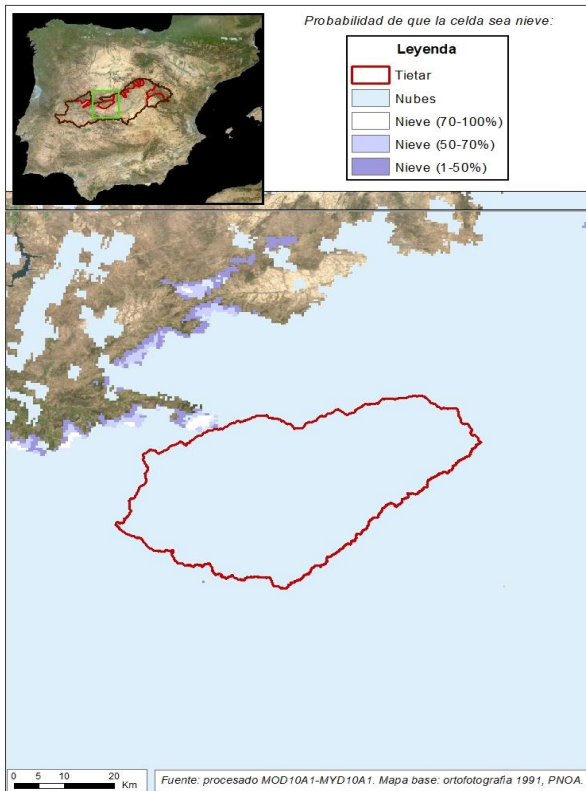 Probabilidad de que la celda sea nieve:
Leyenda
Tietar
Nubes
Nieve (70-100%)
Nieve (50-70%)
Nieve (1-50%)
0 5 10 20
Km
Fuente: procesado MOD10A1-MYD10A1. Mapa base: ortofotografía 1991, PNOA.